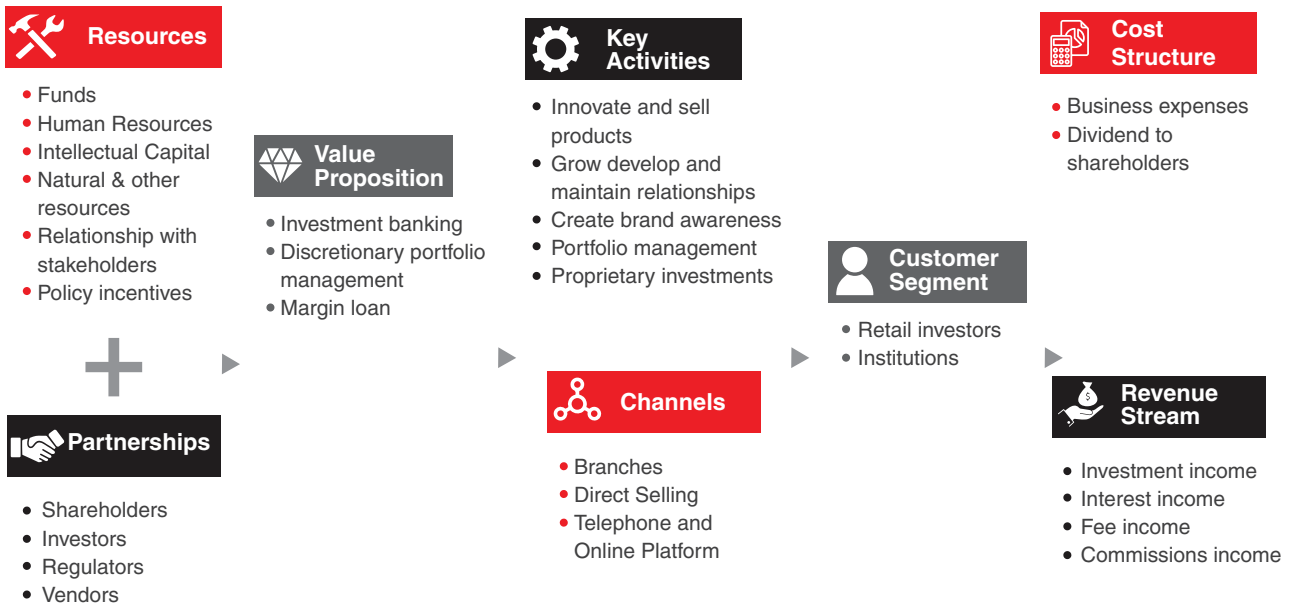 Resources
Funds
Human Resources
Intellectual Capital
Natural & other
resources
Relationship with
stakeholders
Policy incentives
Partnerships
Shareholders
Investors
Regulators
Vendors
Value
Proposition
Investment banking
Discretionary portfolio
management
Margin loan
Key
Activities
Innovate and sell
products
Grow develop and
maintain relationships
Create brand awareness
Portfolio management
Proprietary investments
Channels
Branches
Direct Selling
Telephone and
Online Platform
Customer
Segment
Retail investors
Institutions
Cost
Structure
Business expenses
Dividend to
shareholders
$
Revenue
Stream
Investment income
Interest income
Fee income
Commissions income